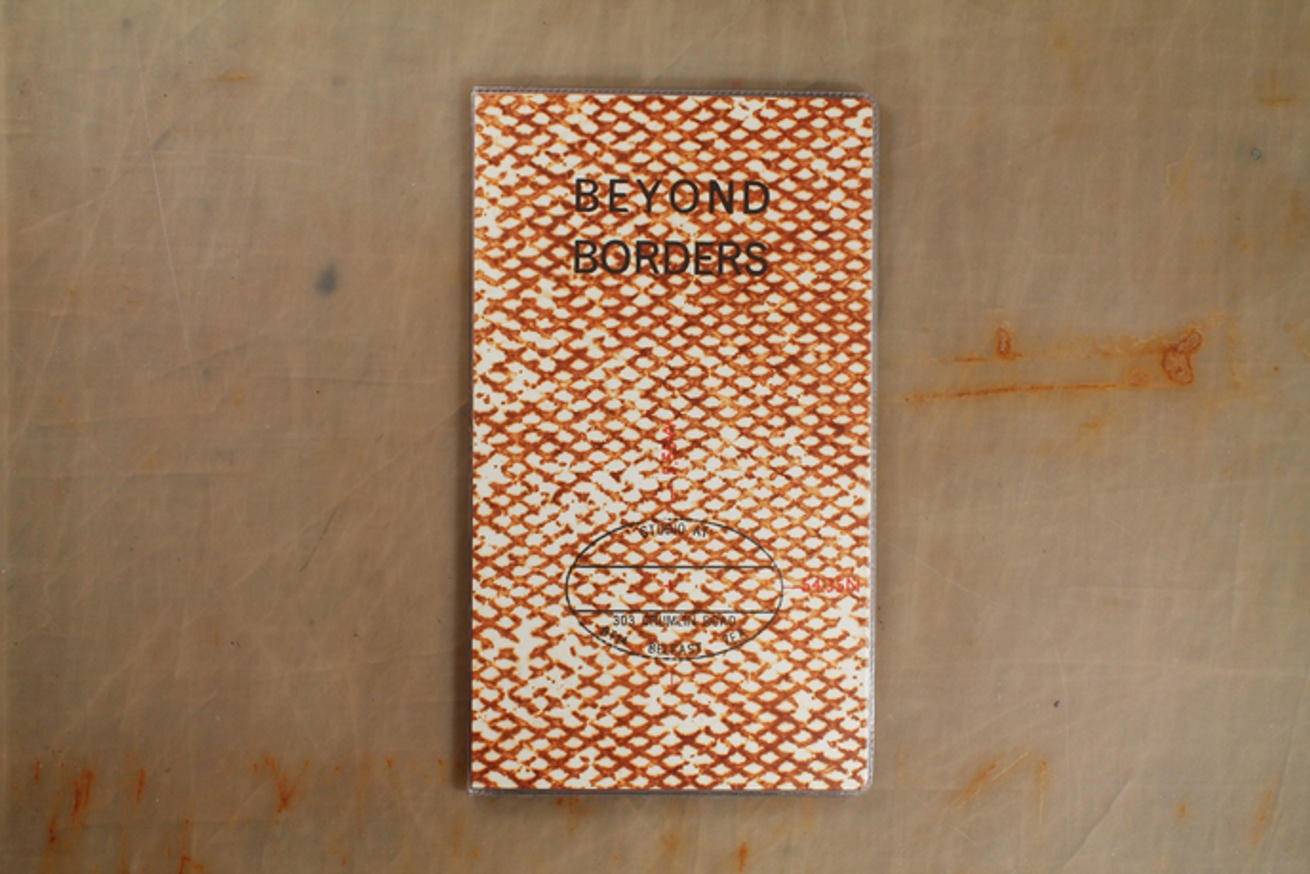 BEYOND
BORDERS
STUDIO AT
303 CRUMLIN ROAD
BELFAST